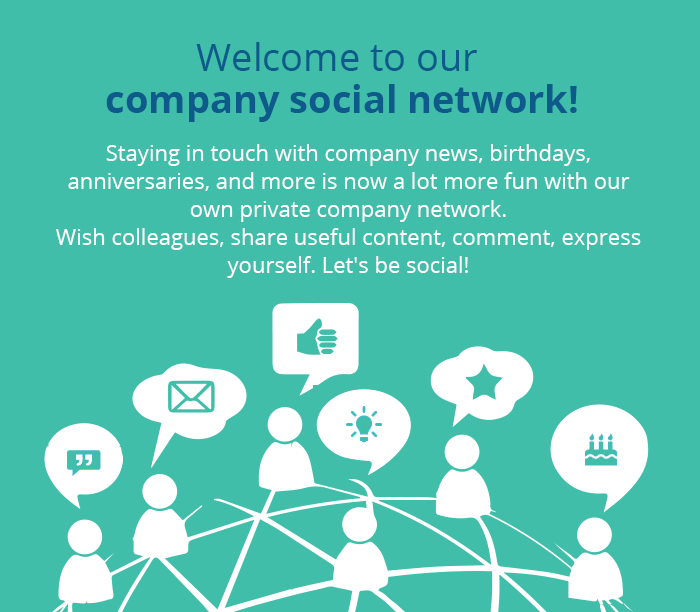 Welcome to our
company social network!
Staying in touch with company news, birthdays,
anniversaries, and more is now a lot more fun with our
own private company network.
Wish colleagues, share useful content, comment, express
yourself. Let's be social!